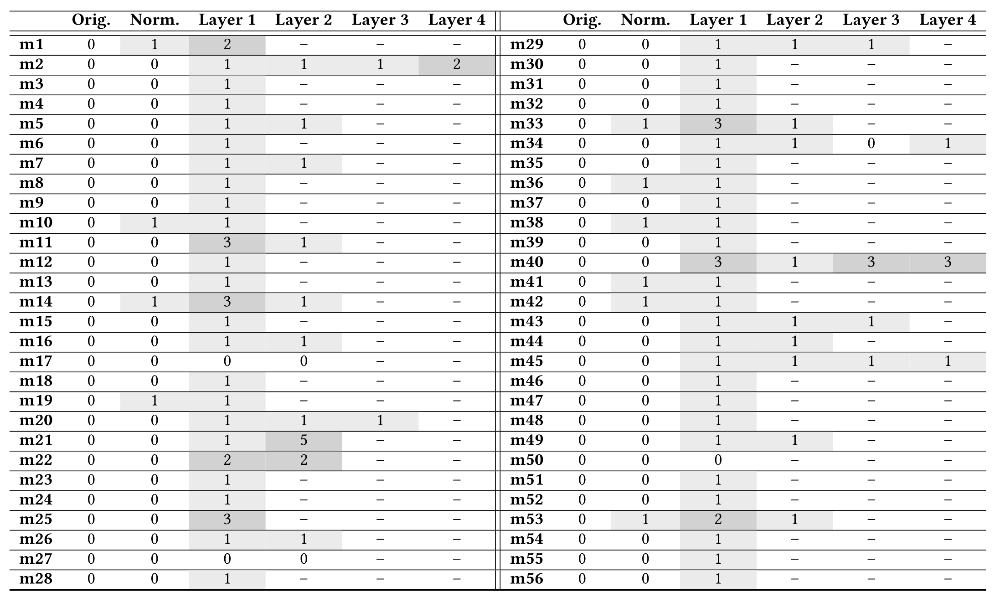 Orig. Norm. Layer 1 Layer 2 Layer 3 Layer 4 Orig. Norm. Layer 1 Layer 2 Layer 3 Layer 4
m1 0 1 2 – – – m29 0 0 1 1 1 –
m2 0 0 1 1 1 2 m30 0 0 1 – – –
m3 0 0 1 – – – m31 0 0 1 – – –
m4 0 0 1 – – – m32 0 0 1 – – –
m5 0 0 1 1 – – m33 0 1 3 1 – –
m6 0 0 1 – – – m34 0 0 1 1 0 1
m7 0 0 1 1 – – m35 0 0 1 – – –
m8 0 0 1 – – – m36 0 1 1 – – –
m9 0 0 1 – – – m37 0 0 1 – – –
m10 0 1 1 – – – m38 0 1 1 – – –
m11 0 0 3 1 – – m39 0 0 1 – – –
m12 0 0 1 – – – m40 0 0 3 1 3 3
m13 0 0 1 – – – m41 0 1 1 – – –
m14 0 1 3 1 – – m42 0 1 1 – – –
m15 0 0 1 – – – m43 0 0 1 1 1 –
m16 0 0 1 1 – – m44 0 0 1 1 – –
m17 0 0 0 0 – – m45 0 0 1 1 1 1
m18 0 0 1 – – – m46 0 0 1 – – –
m19 0 1 1 – – – m47 0 0 1 – – –
m20 0 0 1 1 1 – m48 0 0 1 – – –
m21 0 0 1 5 – – m49 0 0 1 1 – –
m22 0 0 2 2 – – m50 0 0 0 – – –
m23 0 0 1 – – – m51 0 0 1 – – –
m24 0 0 1 – – – m52 0 0 1 – – –
m25 0 0 3 – – – m53 0 1 2 1 – –
m26 0 0 1 1 – – m54 0 0 1 – – –
m27 0 0 0 0 – – m55 0 0 1 – – –
m28 0 0 1 – – – m56 0 0 1 – – –